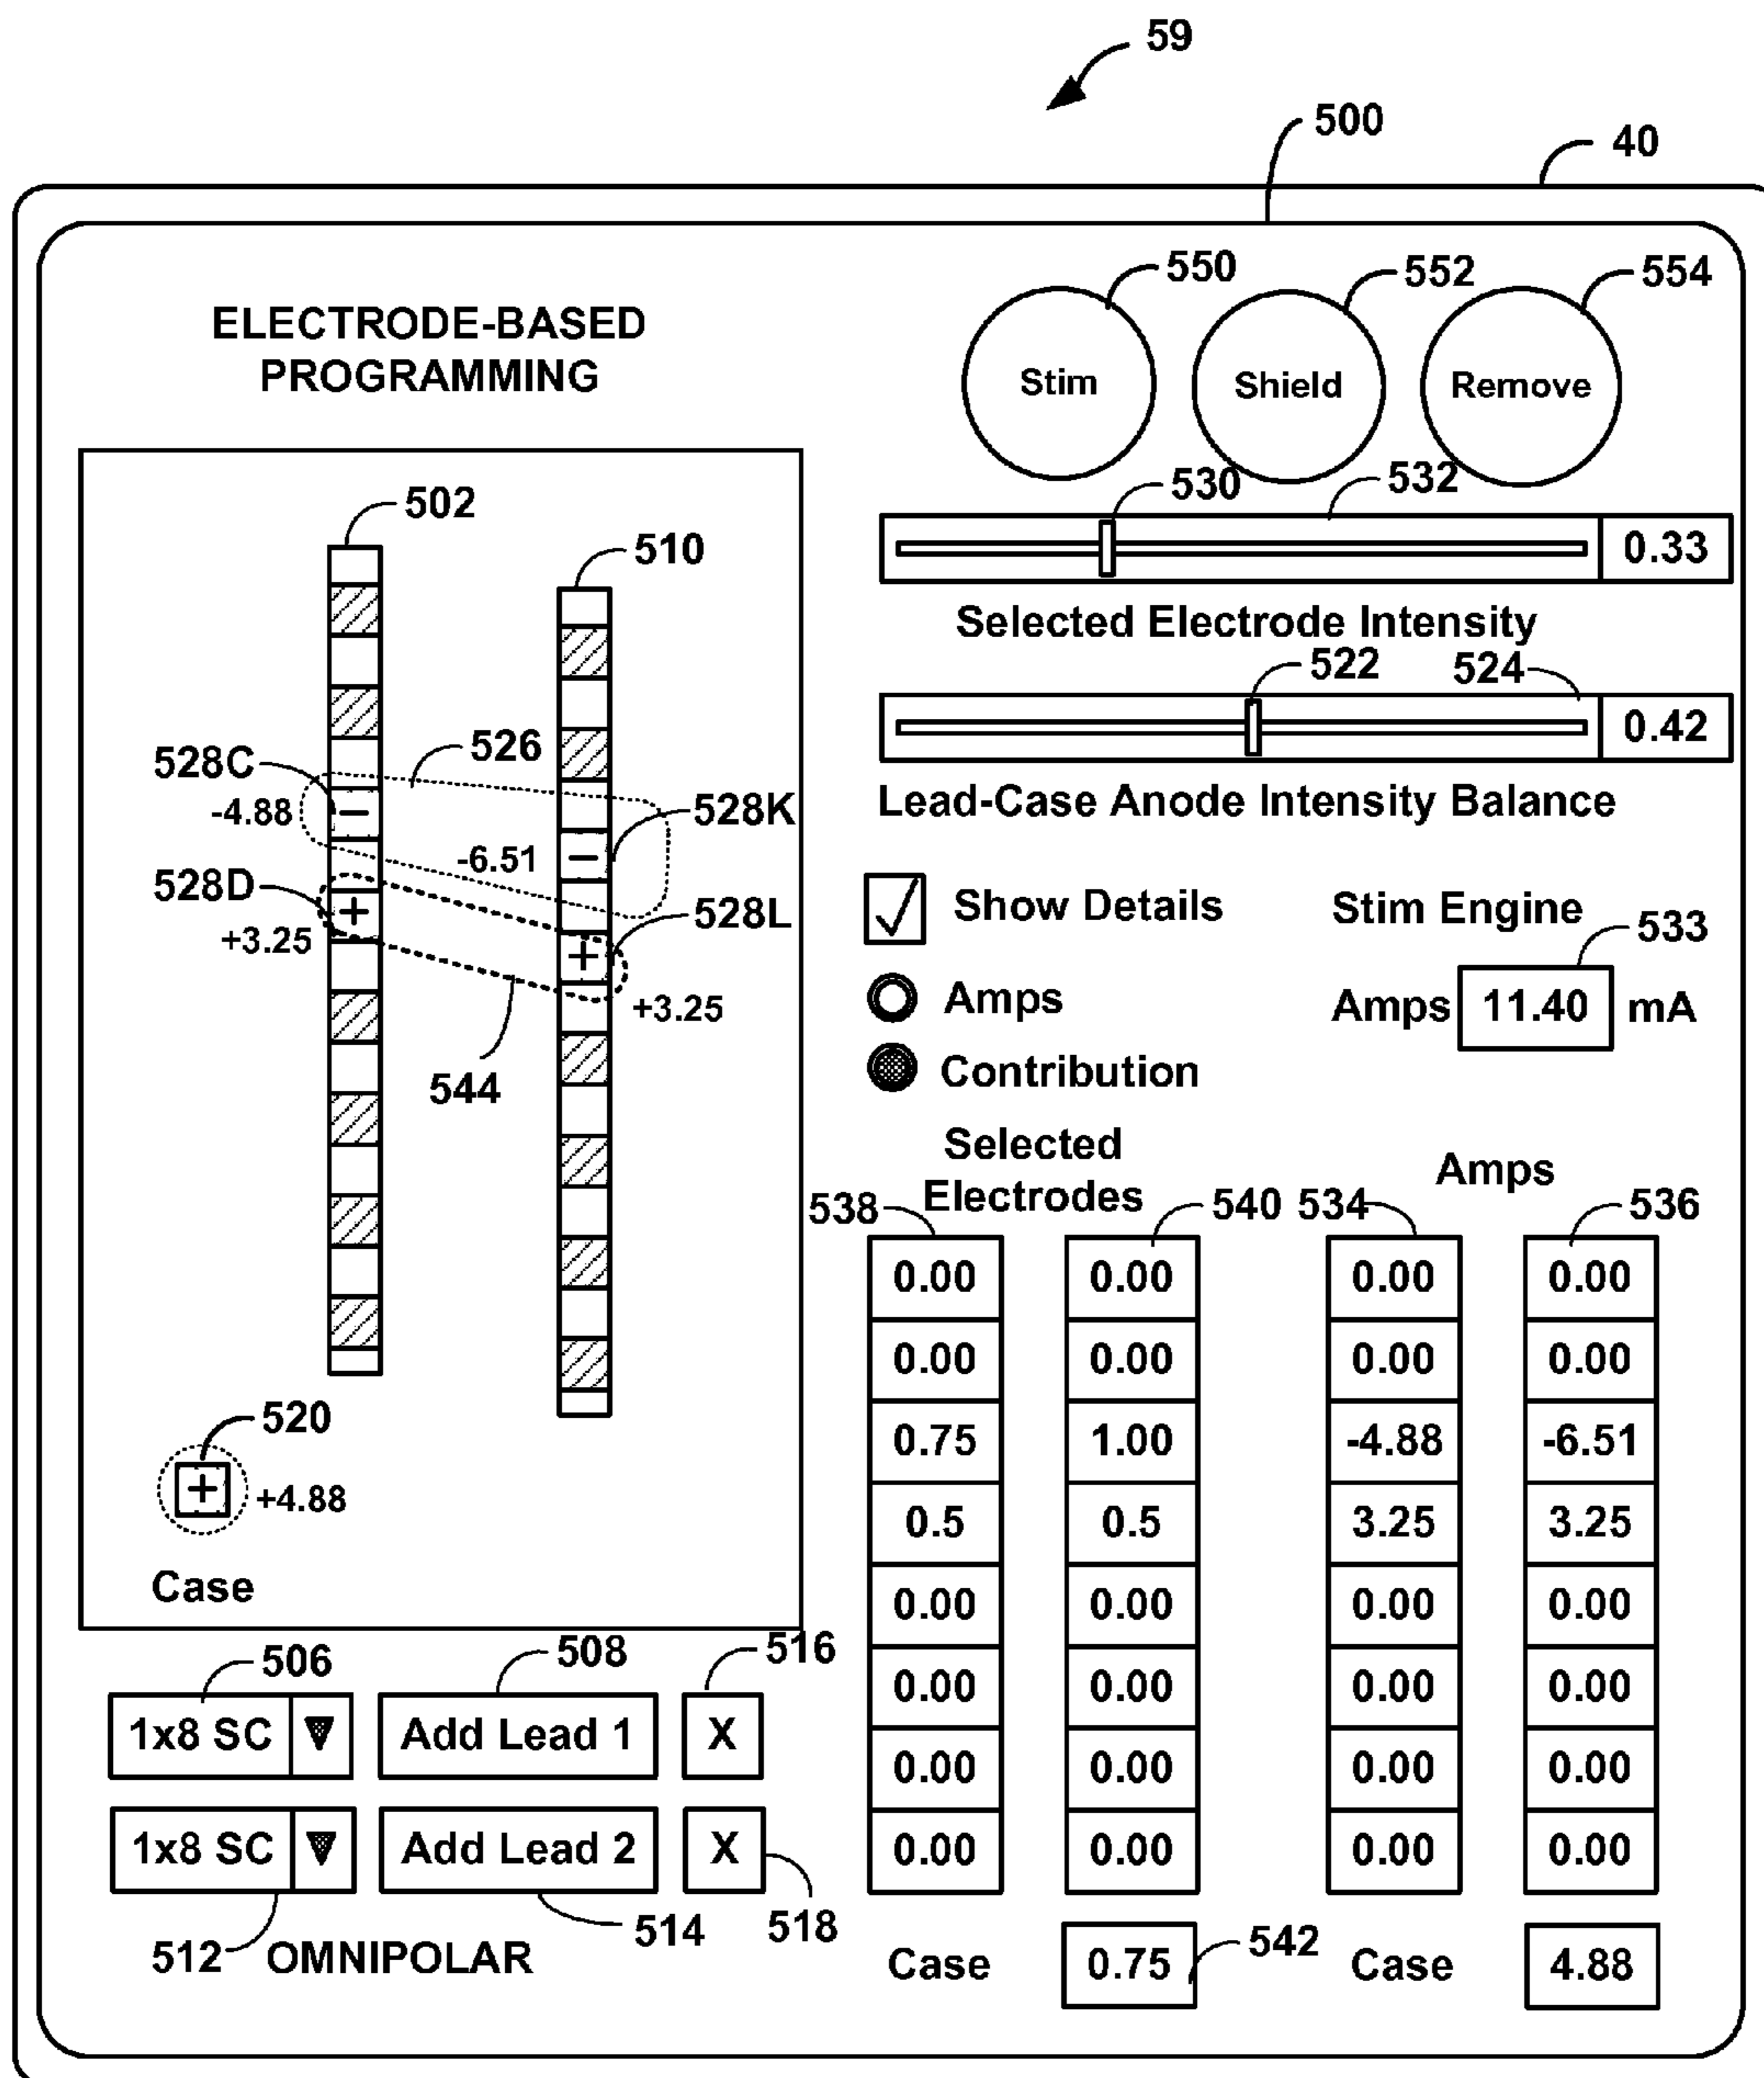 59
500
40
550
552
554
ELECTRODE-BASED
PROGRAMMING
Stim
Shield
Remove
530
532
0.33
Selected Electrode Intensity
522
524
0.42
Lead-Case Anode Intensity Balance
502
510
528C
526
-4.88
528K
-6.51
528D
528L
+3.25
+3.25
544
Show Details
Amps
Contribution
Stim Engine
533
Amps 11.40 mA
520
+4.88
Case
Selected
Electrodes
Amps
538
540
534
536
0.00 0.00 0.00 0.00
0.00 0.00 0.00 0.00
0.75 1.00 -4.88 -6.51
0.5 0.5 3.25 3.25
0.00 0.00 0.00 0.00
0.00 0.00 0.00 0.00
0.00 0.00 0.00 0.00
0.00 0.00 0.00 0.00
Case 0.75 542 Case 4.88
506
508
516
1x8 SC Add Lead 1 X
1x8 SC Add Lead 2 X
512
514
518
OMNIPOLAR